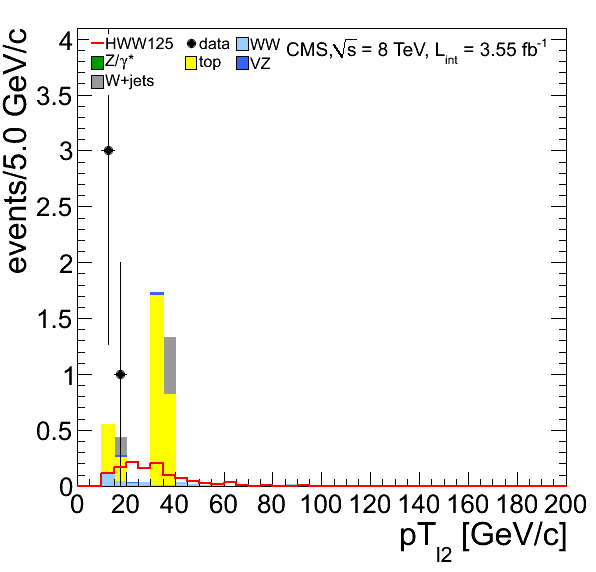 HWW125 data WW CMS,√s = 8 TeV, L_int = 3.55 fb⁻¹
Z/γ* top VZ
W+jets
events/5.0 GeV/c
4
3.5
3
2.5
2
1.5
1
0.5
0
0 20 40 60 80 100 120 140 160 180 200
pT_l2 [GeV/c]